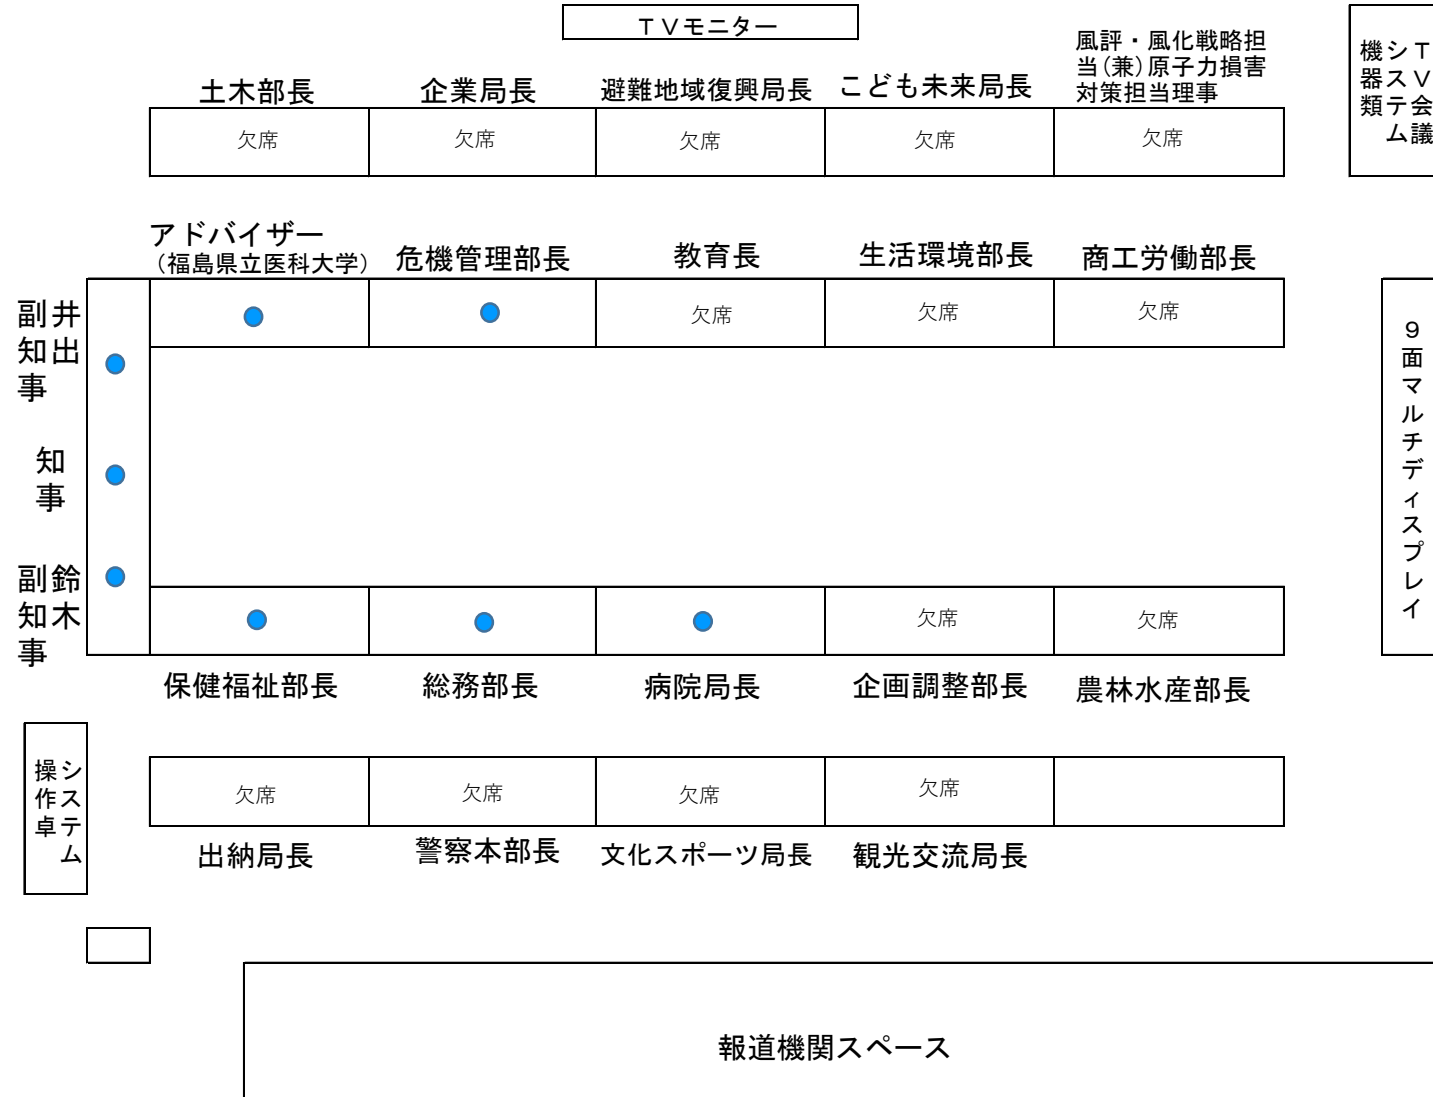 ＴＶモニター
風評・風化戦略担
当(兼)原子力損害
対策担当理事
土木部長
企業局長
避難地域復興局長
こども未来局長
欠席
欠席
欠席
欠席
欠席
ＴＶ会議
システム
機器類
アドバイザー
（福島県立医科大学）
危機管理部長
教育長
生活環境部長
商工労働部長
欠席
欠席
欠席
井出
副知事
知事
鈴木
副知事
９面マルチディスプレイ
欠席
欠席
保健福祉部長
総務部長
病院局長
企画調整部長
農林水産部長
システム
操作卓
欠席
欠席
欠席
欠席
出納局長
警察本部長
文化スポーツ局長
観光交流局長
報道機関スペース